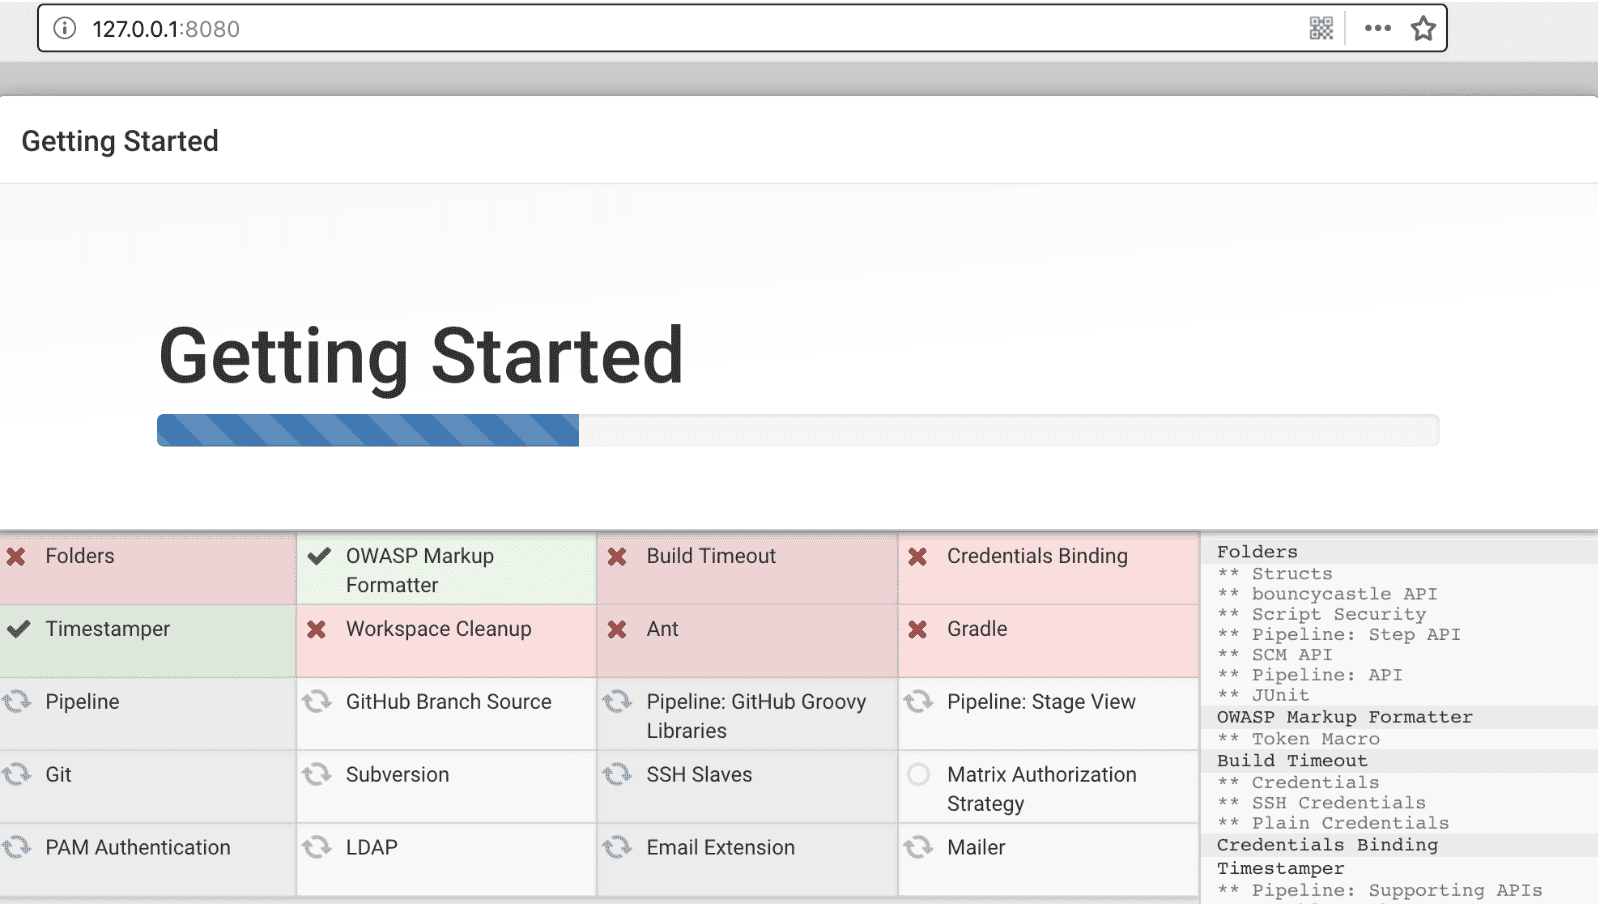 127.0.0.1:8080
Getting Started
Getting Started
Folders
OWASP Markup
Formatter
Build Timeout
Credentials Binding
Timestamper
Workspace Cleanup
Ant
Gradle
Pipeline
GitHub Branch Source
Pipeline: GitHub Groovy
Libraries
Pipeline: Stage View
Git
Subversion
SSH Slaves
Matrix Authorization
Strategy
PAM Authentication
LDAP
Email Extension
Mailer
Folders
** Structs
** bouncycastle API
** Script Security
** Pipeline: Step API
** SCM API
** Pipeline: API
** JUnit
OWASP Markup Formatter
** Token Macro
Build Timeout
** Credentials
** SSH Credentials
** Plain Credentials
Credentials Binding
Timestamper
** Pipeline: Supporting APIs